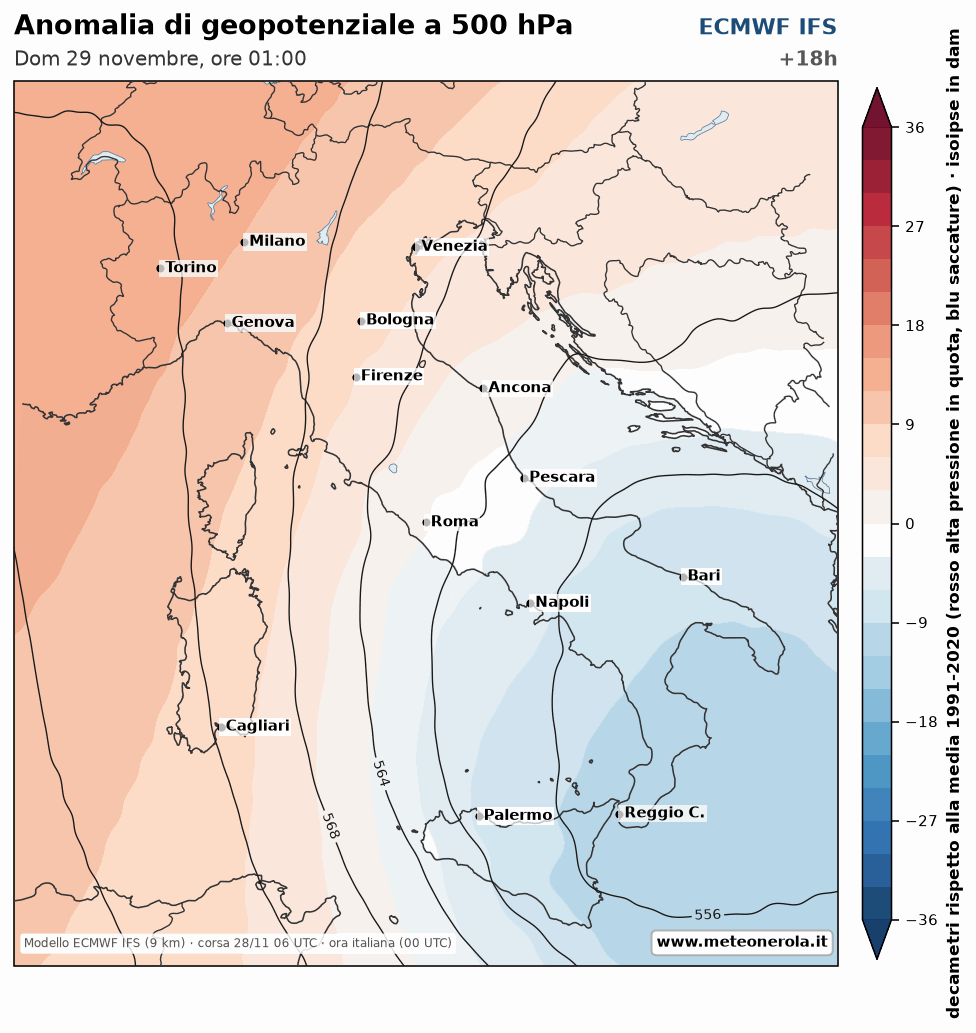 Anomalia di geopotenziale a 500 hPa
ECMWF IFS
Dom 29 novembre, ore 01:00
+18h
Milano
Torino
Venezia
Genova
Bologna
Firenze
Ancona
Pescara
Roma
Bari
Napoli
Cagliari
564
568
Palermo
Reggio C.
556
Modello ECMWF IFS (9 km) · corsa 28/11 06 UTC · ora italiana (00 UTC)
www.meteonerola.it
36
27
18
9
0
−9
−18
−27
−36
decametri rispetto alla media 1991-2020 (rosso alta pressione in quota, blu saccature) · isoipse in dam